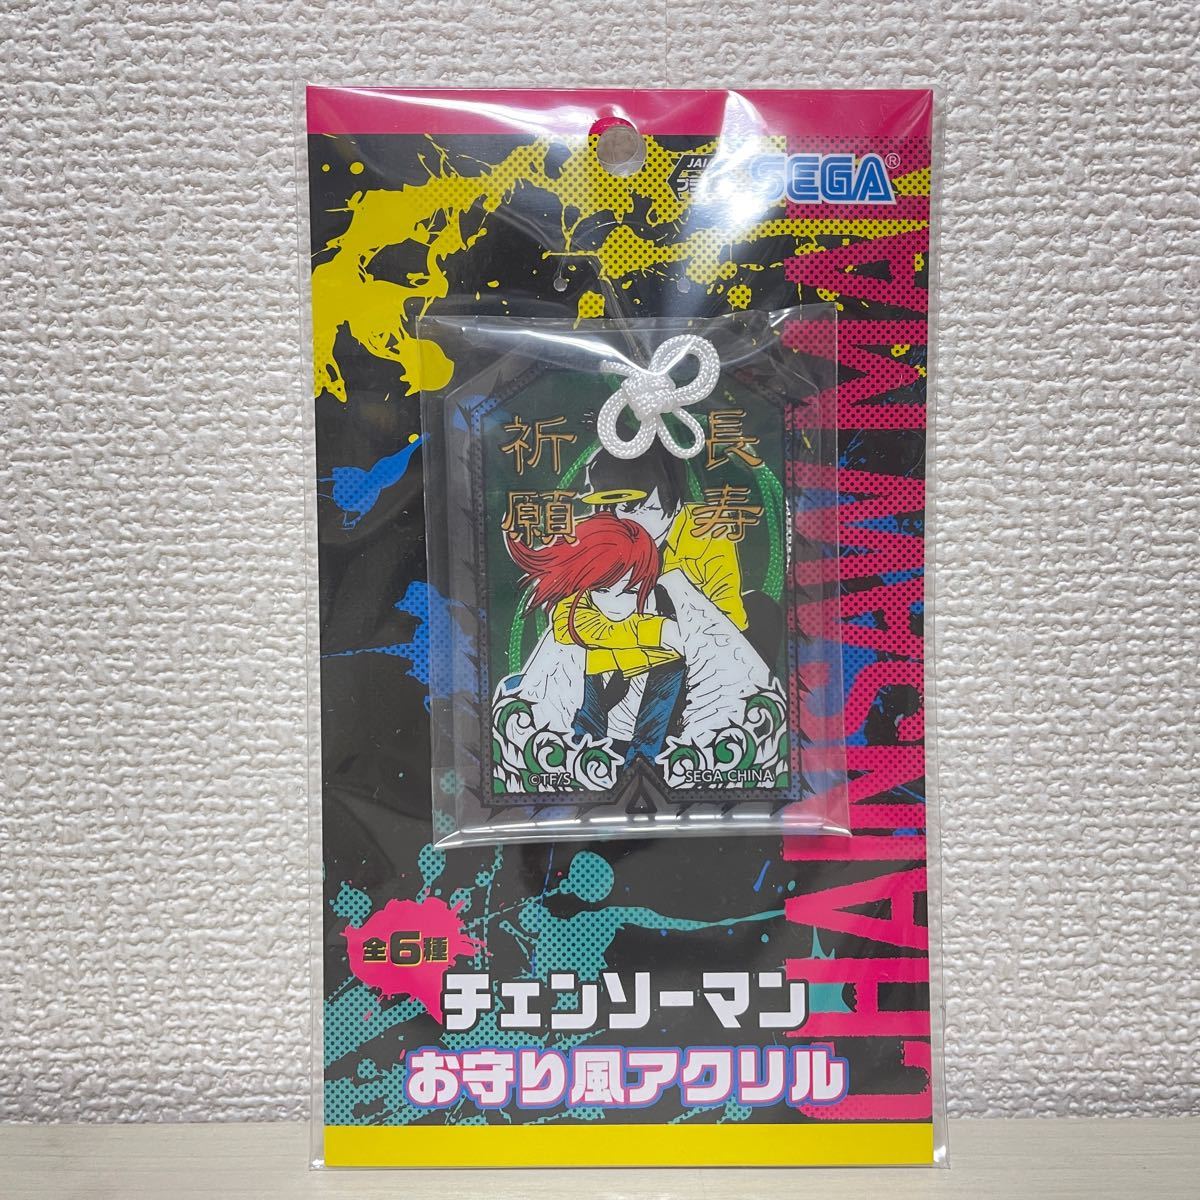 SEGA®
CHAINSAW MAN
長寿
祈願
©TF/S
SEGA CHINA
全6種
チェンソーマン
お守り風アクリル